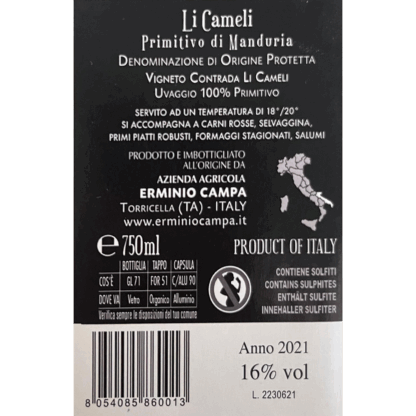 Li Cameli
Primitivo di Manduria
Denominazione di Origine Protetta
Vigneto Contrada Li Cameli
Uvaggio 100% Primitivo
SERVITO AD UN TEMPERATURA DI 18°/20°
SI ACCOMPAGNA A CARNI ROSSE, SELVAGGINA,
PRIMI PIATTI ROBUSTI, FORMAGGI STAGIONATI, SALUMI
PRODOTTO E IMBOTTIGLIATO
ALL'ORIGINE DA
AZIENDA AGRICOLA
ERMINIO CAMPA
Torricella (TA) - ITALY
www.erminiocampa.it
e 750ml
PRODUCT OF ITALY
BOTTIGLIA TAPPO CAPSULA
COS'È GL 71 FOR 51 C/ALU 90
DOVE VA Vetro Organico Alluminio
Verifica sempre le disposizioni del tuo comune
CONTIENE SOLFITI
CONTAINS SULPHITES
ENTHÄLT SULFITE
INNEHALLER SULFITER
8 054085 860013
Anno 2021
16% vol
L. 2230621